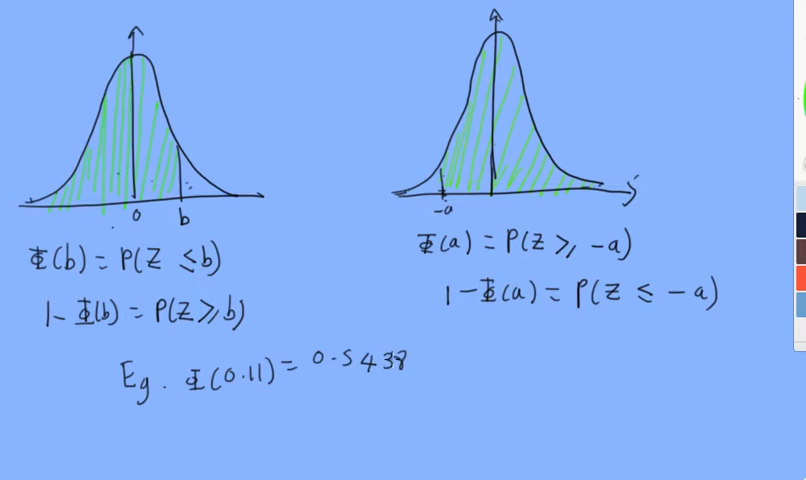 0 b
-a
Φ(b) = P(Z ≤ b)
1 - Φ(b) = P(Z ≥ b)
Φ(a) = P(Z ≥ -a)
1 - Φ(a) = P(Z ≤ -a)
Eg. Φ(0.11) = 0.5438